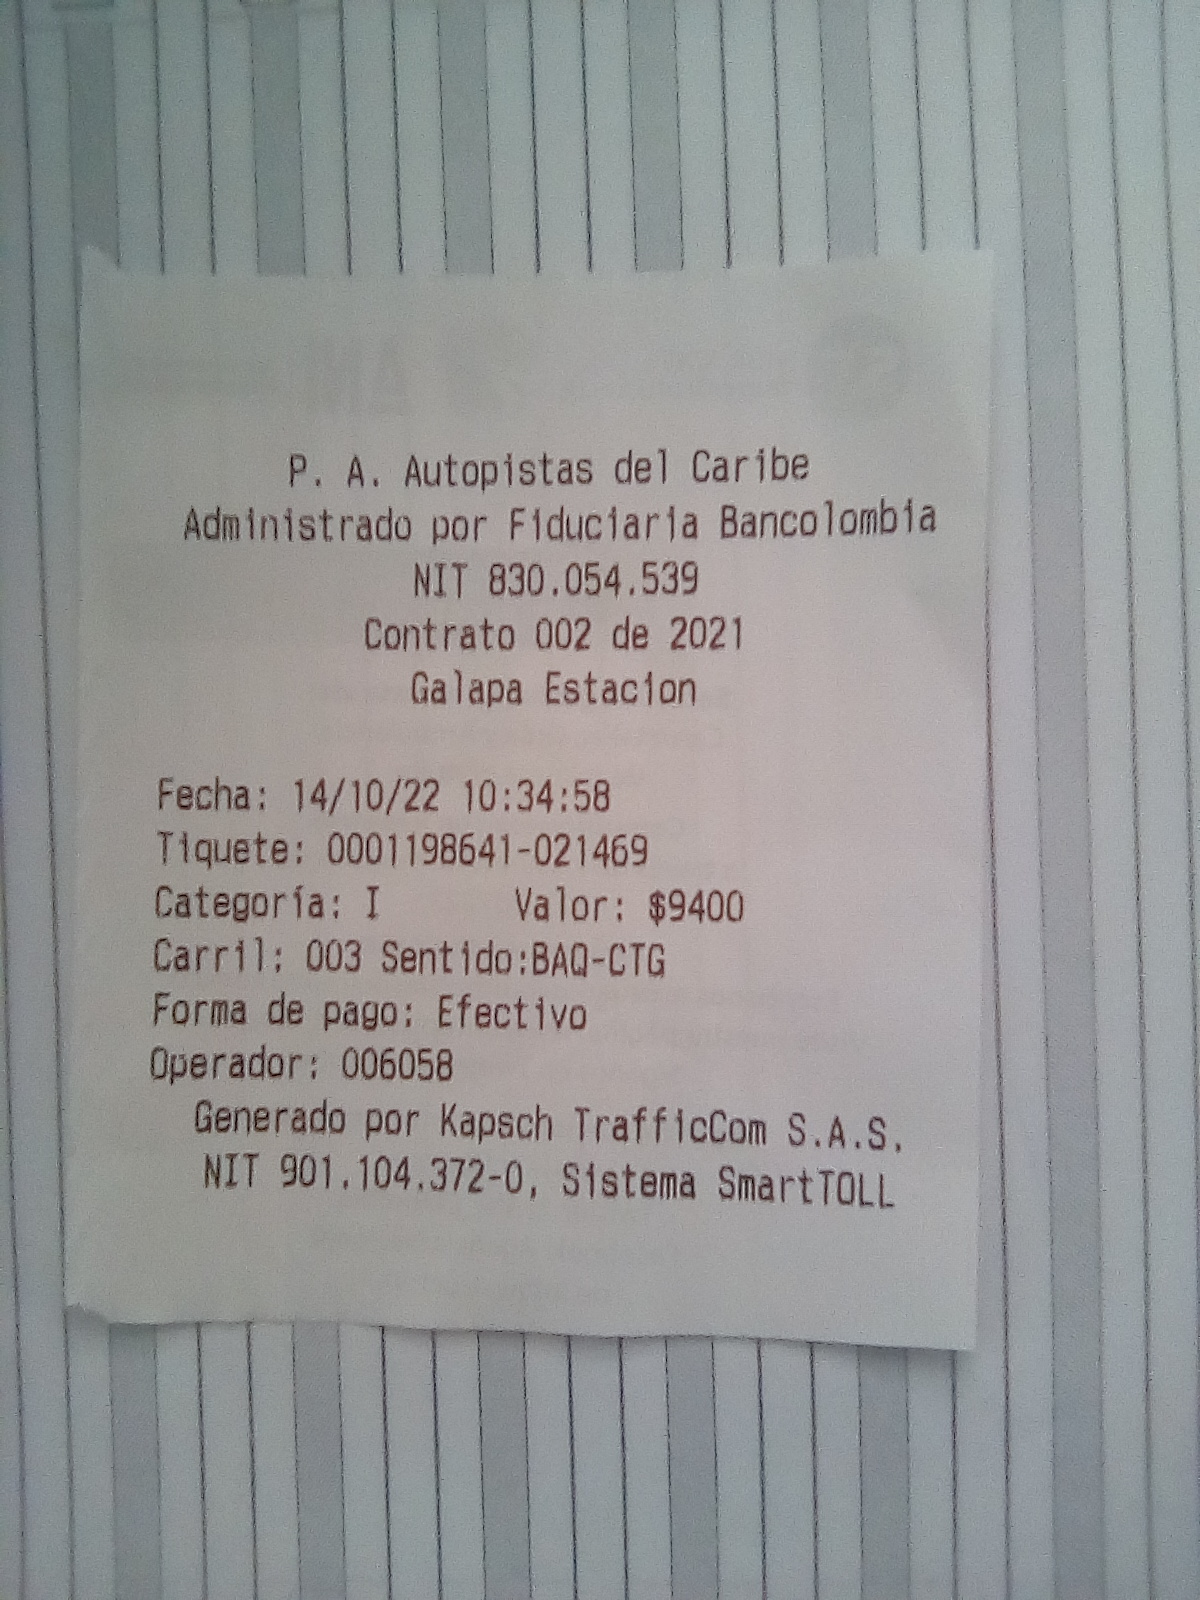 P. A. Autopistas del Caribe
Administrado por Fiduciaria Bancolombia
NIT 830.054.539
Contrato 002 de 2021
Galapa Estacion
Fecha: 14/10/22 10:34:58
Tiquete: 0001198641-021469
Categoría: I Valor: $9400
Carril: 003 Sentido:BAQ-CTG
Forma de pago: Efectivo
Operador: 006058
Generado por Kapsch TrafficCom S.A.S.
NIT 901.104.372-0, Sistema SmartTOLL